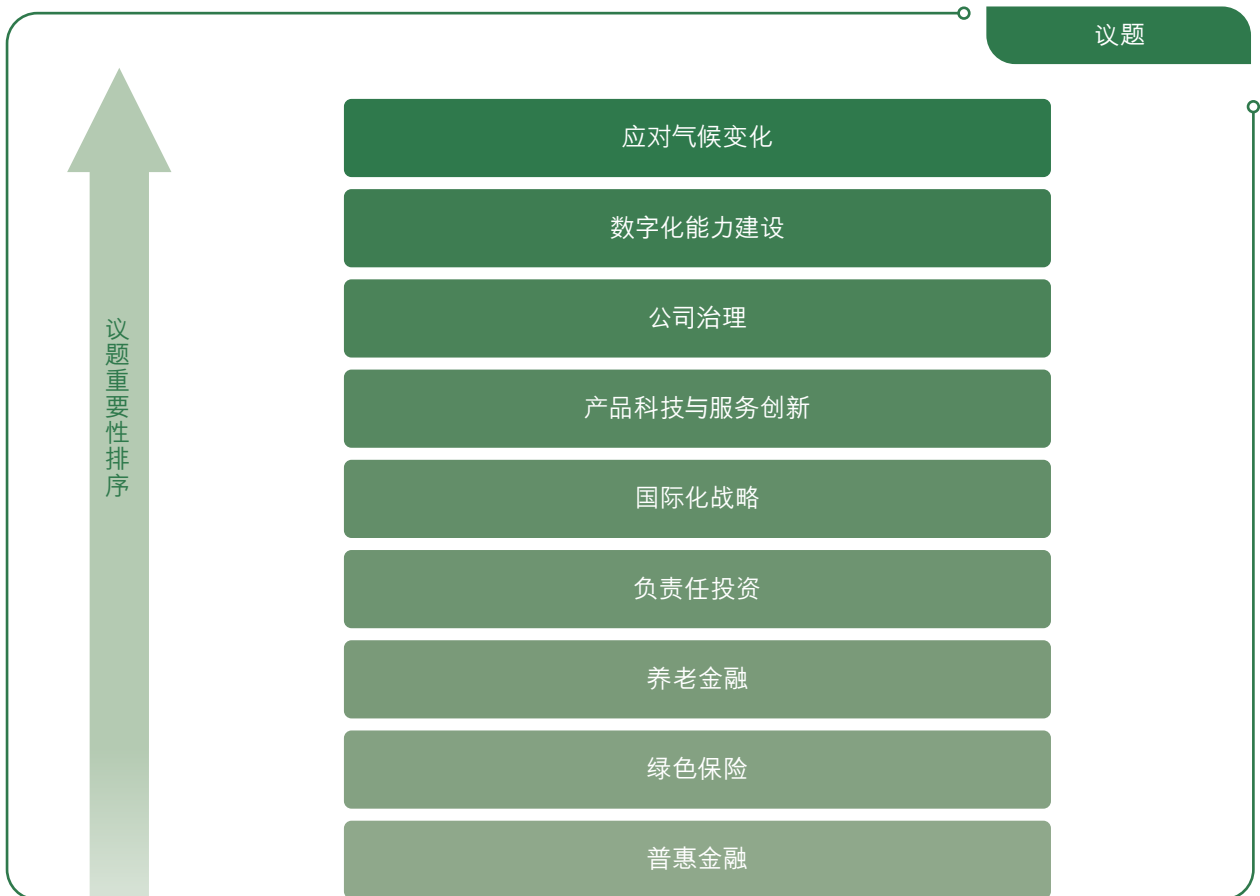 议题
应对气候变化
数字化能力建设
公司治理
产品科技与服务创新
国际化战略
负责任投资
养老金融
绿色保险
普惠金融
议题重要性排序